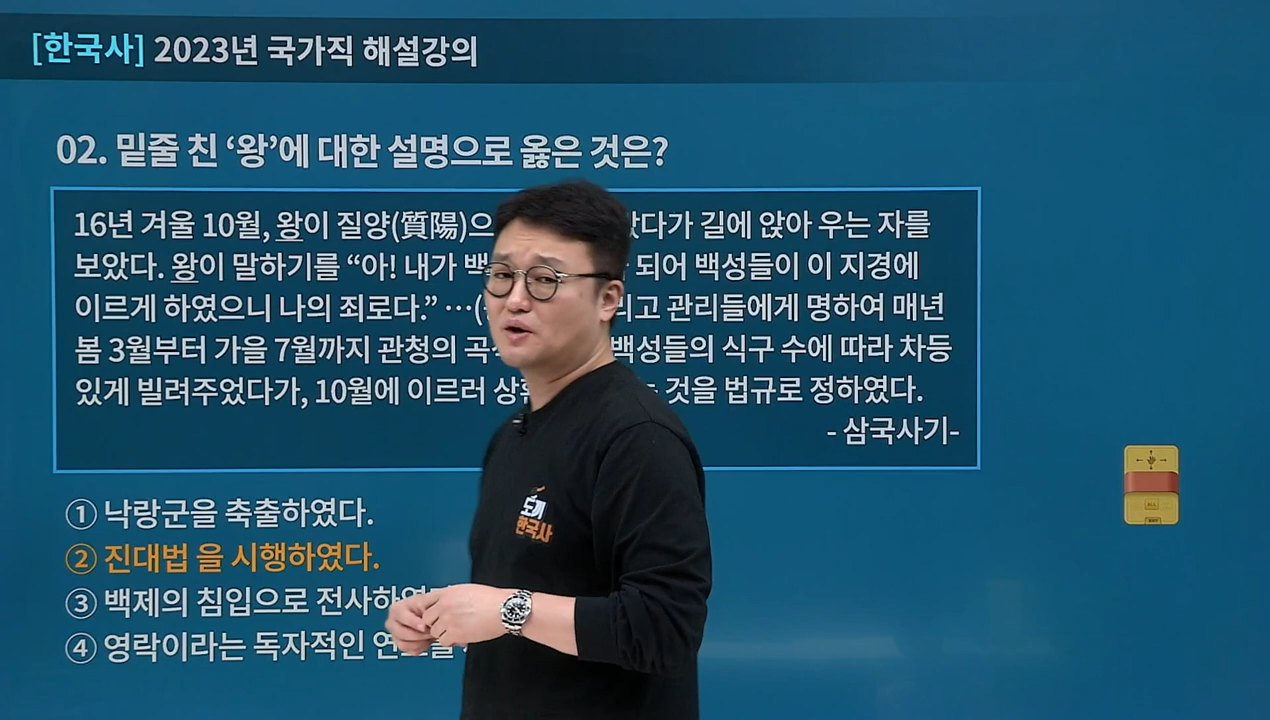 [한국사] 2023년 국가직 해설강의
02. 밑줄 친 ‘왕’에 대한 설명으로 옳은 것은?
16년 겨울 10월, 왕이 질양(質陽)으 길에 앉아 우는 자를
보았다. 왕이 말하기를 “아! 내가 되어 백성들이 이 지경에
이르게 하였으니 나의 죄로다.” …( 관리들에게 명하여 매년
봄 3월부터 가을 7월까지 관청의 백성들의 식구 수에 따라 차등
있게 빌려주었다가, 10월에 이르러 것을 법규로 정하였다.
- 삼국사기-
① 낙랑군을 축출하였다.
② 진대법 을 시행하였다.
③ 백제의 침입으로
④ 영락이라는 독자적인
한국사